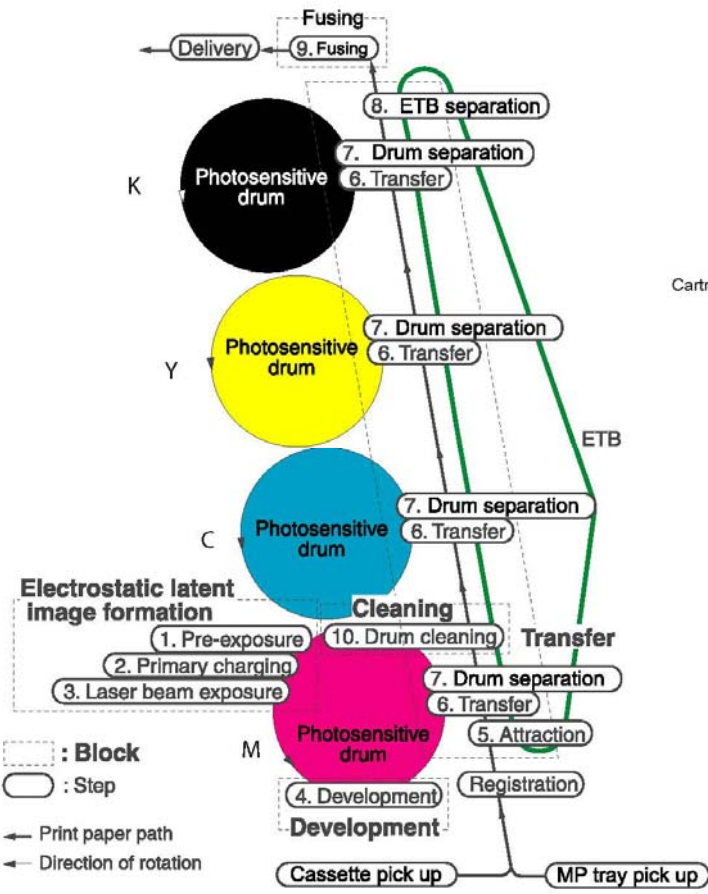 Fusing
Delivery
9. Fusing
8. ETB separation
7. Drum separation
6. Transfer
K
Photosensitive
drum
Cartr
7. Drum separation
6. Transfer
Y
Photosensitive
drum
ETB
7. Drum separation
6. Transfer
C
Photosensitive
drum
Electrostatic latent
image formation
1. Pre-exposure
2. Primary charging
3. Laser beam exposure
Cleaning
10. Drum cleaning
Transfer
7. Drum separation
6. Transfer
5. Attraction
M
Photosensitive
drum
Registration
4. Development
Development
: Block
: Step
Print paper path
Direction of rotation
Cassette pick up
MP tray pick up